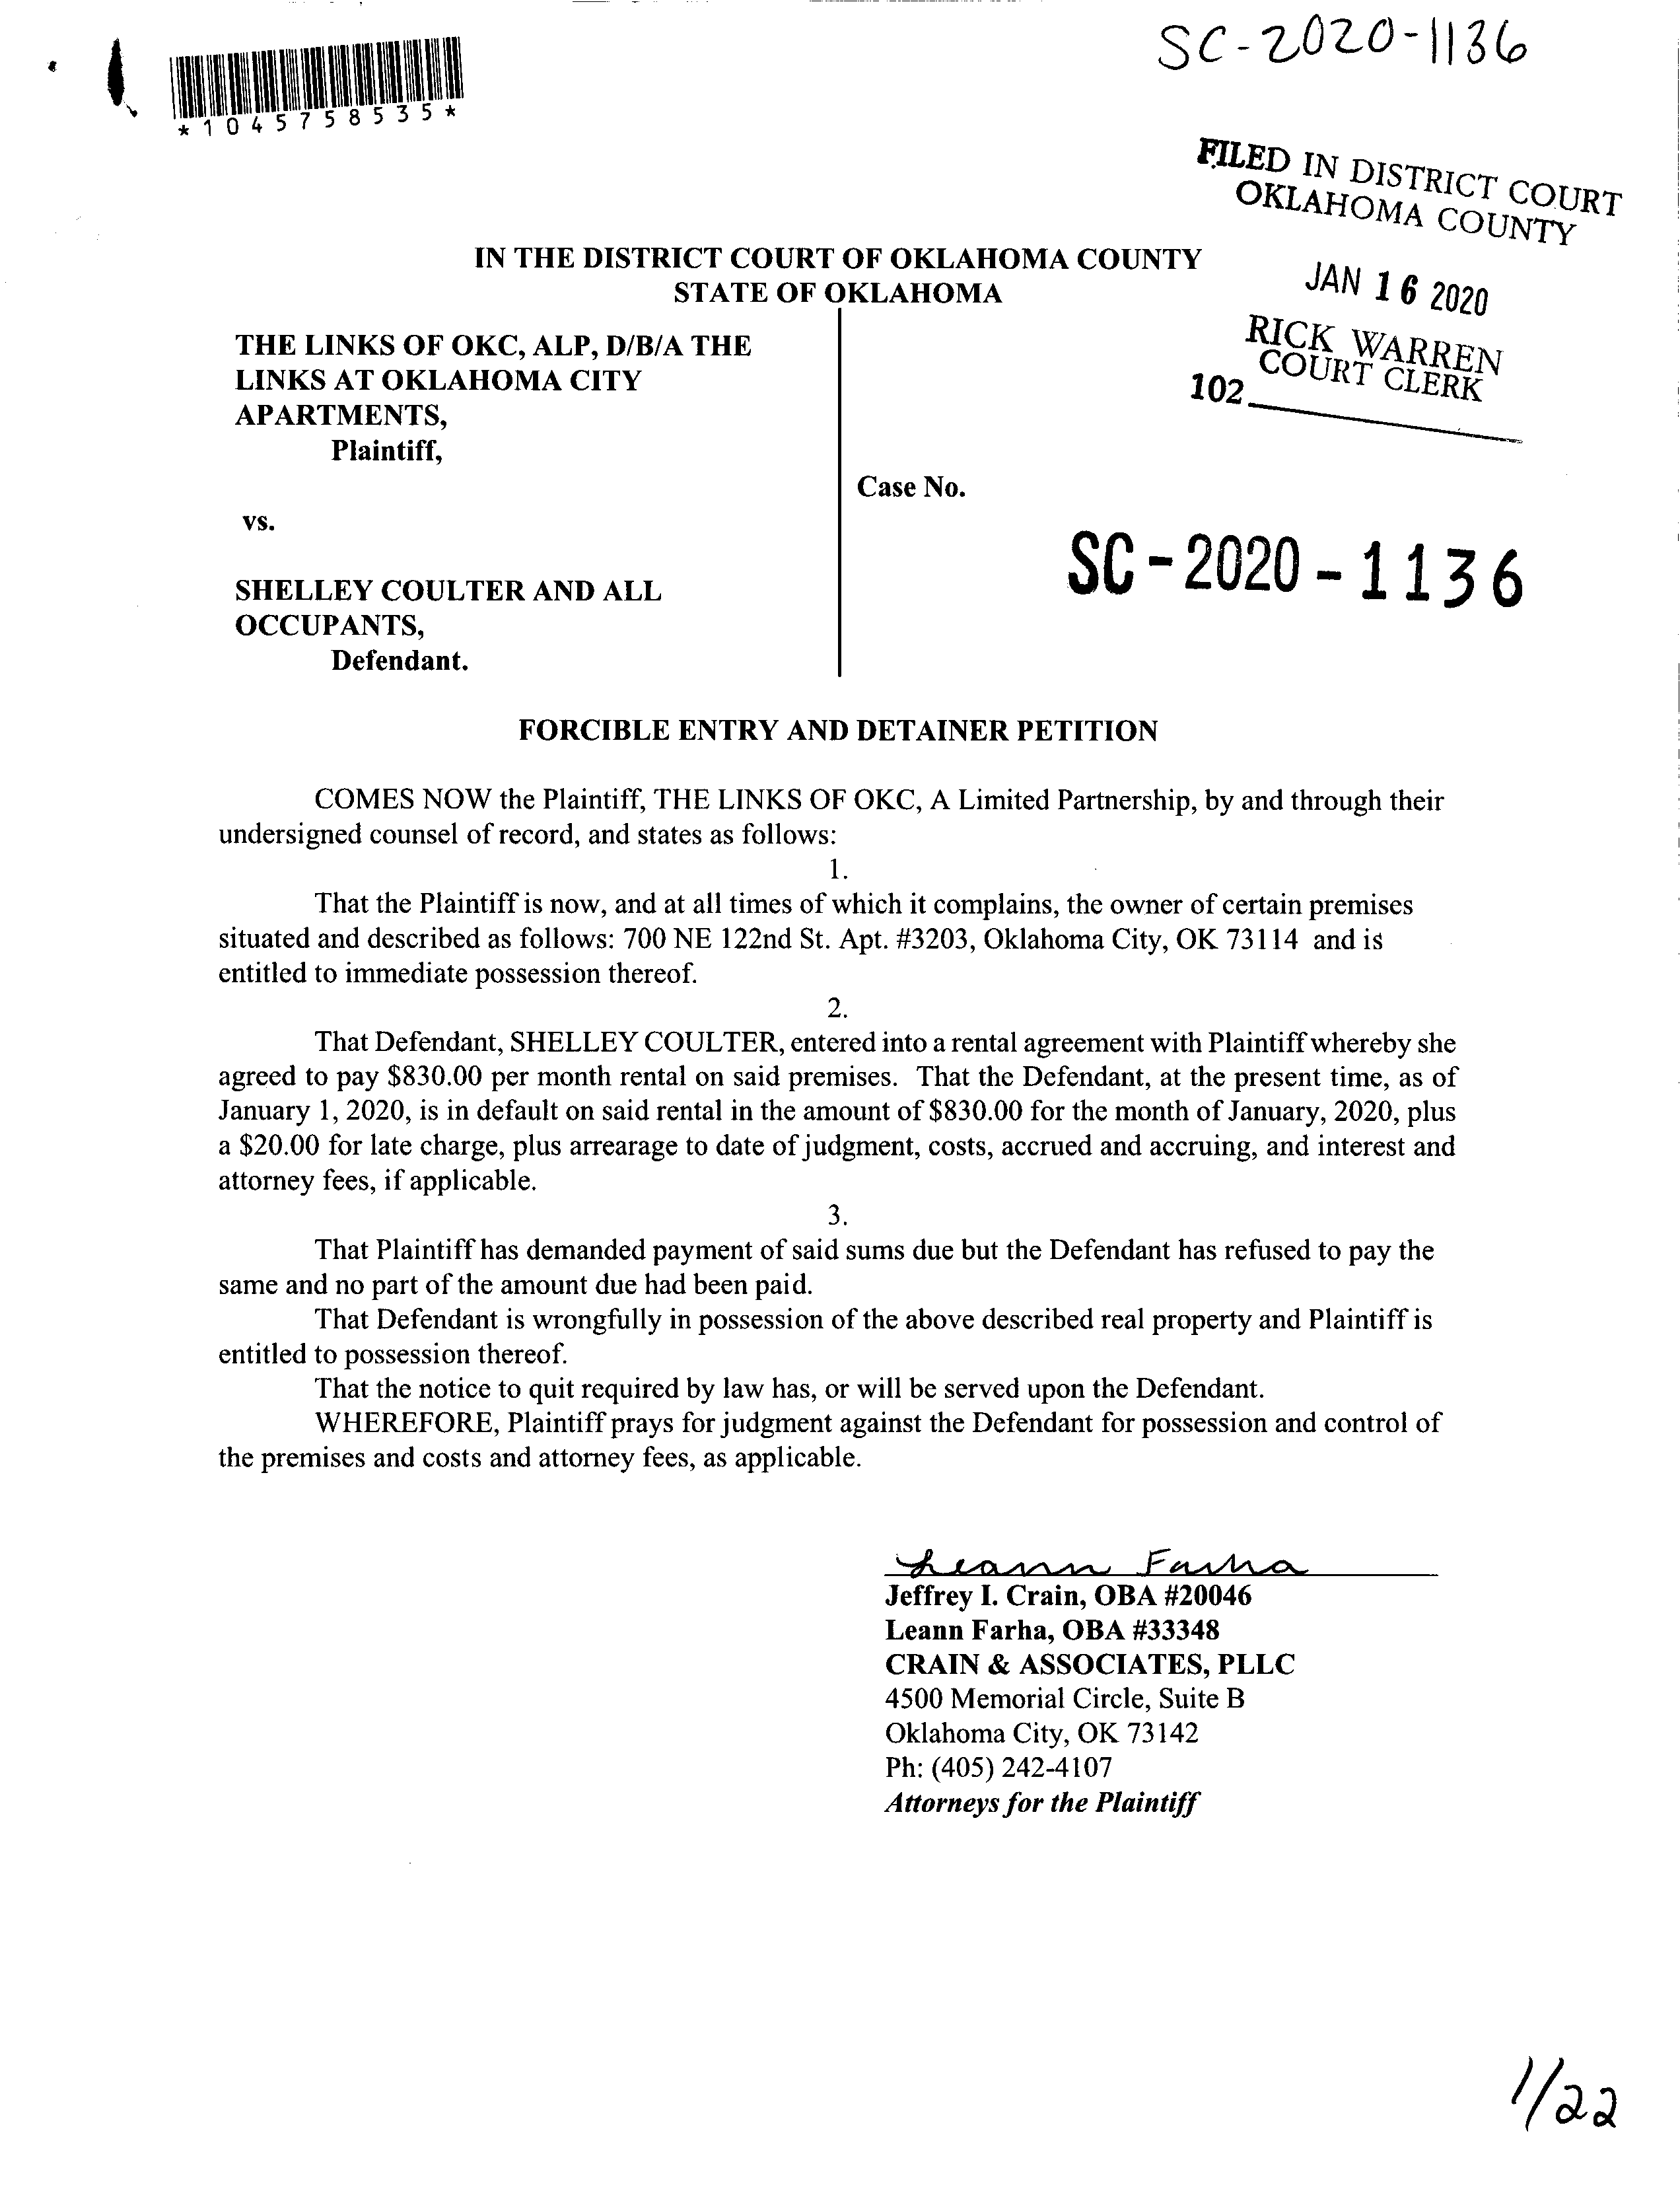 SC-2020-1136
*1045758535*
FILED IN DISTRICT COURT
OKLAHOMA COUNTY
JAN 16 2020
RICK WARREN
COURT CLERK
102
IN THE DISTRICT COURT OF OKLAHOMA COUNTY
STATE OF OKLAHOMA
THE LINKS OF OKC, ALP, D/B/A THE
LINKS AT OKLAHOMA CITY
APARTMENTS,
Plaintiff,
vs.
SHELLEY COULTER AND ALL
OCCUPANTS,
Defendant.
Case No.
SC-2020-1136
FORCIBLE ENTRY AND DETAINER PETITION
COMES NOW the Plaintiff, THE LINKS OF OKC, A Limited Partnership, by and through their
undersigned counsel of record, and states as follows:
1.
That the Plaintiff is now, and at all times of which it complains, the owner of certain premises
situated and described as follows: 700 NE 122nd St. Apt. #3203, Oklahoma City, OK 73114 and is
entitled to immediate possession thereof.
2.
That Defendant, SHELLEY COULTER, entered into a rental agreement with Plaintiff whereby she
agreed to pay $830.00 per month rental on said premises. That the Defendant, at the present time, as of
January 1, 2020, is in default on said rental in the amount of $830.00 for the month of January, 2020, plus
a $20.00 for late charge, plus arrearage to date of judgment, costs, accrued and accruing, and interest and
attorney fees, if applicable.
3.
That Plaintiff has demanded payment of said sums due but the Defendant has refused to pay the
same and no part of the amount due had been paid.
That Defendant is wrongfully in possession of the above described real property and Plaintiff is
entitled to possession thereof.
That the notice to quit required by law has, or will be served upon the Defendant.
WHEREFORE, Plaintiff prays for judgment against the Defendant for possession and control of
the premises and costs and attorney fees, as applicable.
Leann Farha
Jeffrey I. Crain, OBA #20046
Leann Farha, OBA #33348
CRAIN & ASSOCIATES, PLLC
4500 Memorial Circle, Suite B
Oklahoma City, OK 73142
Ph: (405) 242-4107
Attorneys for the Plaintiff
1/22